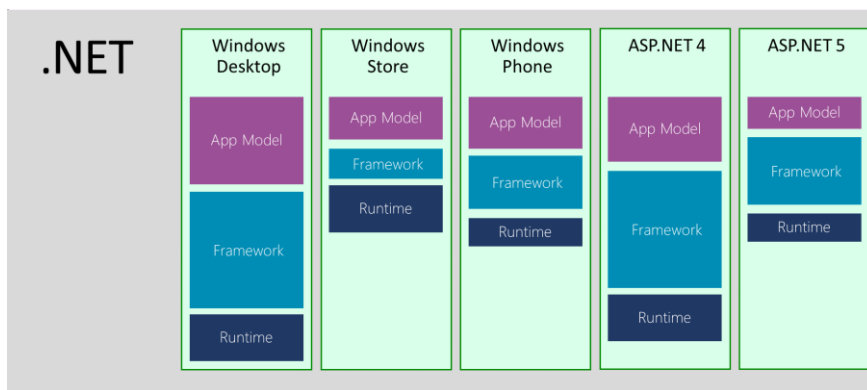 .NET
Windows
Desktop
App Model
Framework
Runtime
Windows
Store
App Model
Framework
Runtime
Windows
Phone
App Model
Framework
Runtime
ASP.NET 4
App Model
Framework
Runtime
ASP.NET 5
App Model
Framework
Runtime